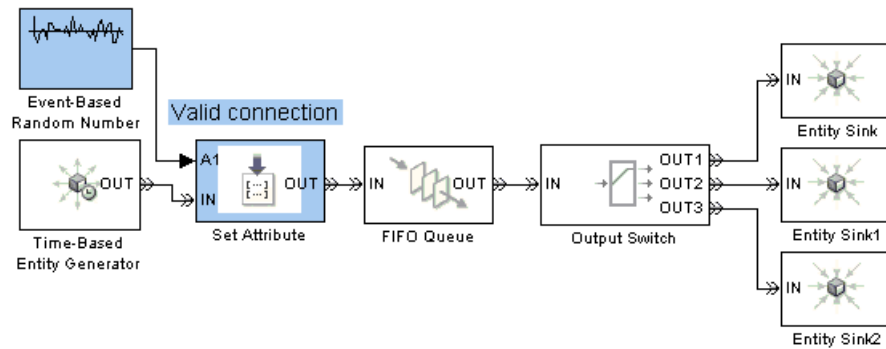 Event-Based
Random Number
Valid connection
A1
IN
OUT
Set Attribute
OUT
Time-Based
Entity Generator
IN
OUT
FIFO Queue
IN
OUT1
OUT2
OUT3
Output Switch
IN
Entity Sink
IN
Entity Sink1
IN
Entity Sink2